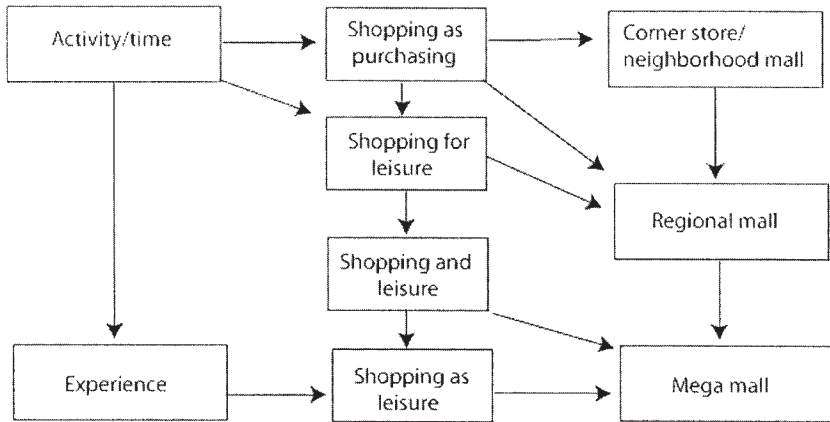 Activity/time
Shopping as
purchasing
Corner store/
neighborhood mall
Shopping for
leisure
Regional mall
Shopping and
leisure
Experience
Shopping as
leisure
Mega mall